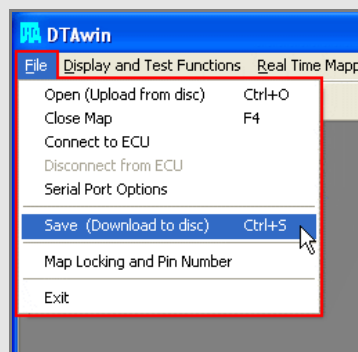 DTA DTAwin
File Display and Test Functions Real Time Mapp
Open (Upload from disc) Ctrl+O
Close Map F4
Connect to ECU
Disconnect from ECU
Serial Port Options
Save (Download to disc) Ctrl+S
Map Locking and Pin Number
Exit